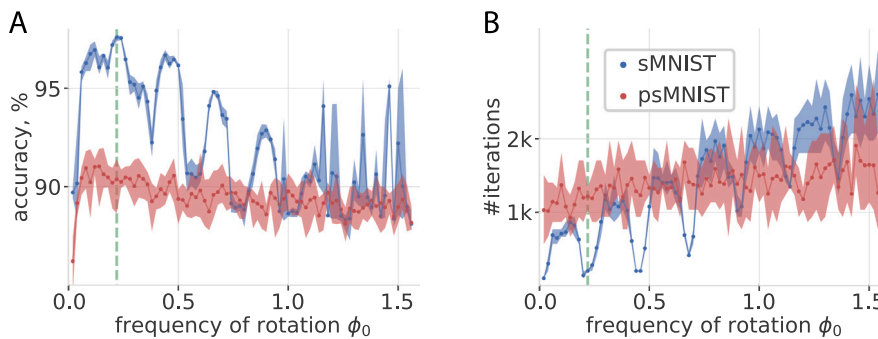 A
accuracy, %
95
90
0.0
0.5
1.0
1.5
frequency of rotation ϕ₀
B
sMNIST
psMNIST
#iterations
2k
1k
0.0
0.5
1.0
1.5
frequency of rotation ϕ₀